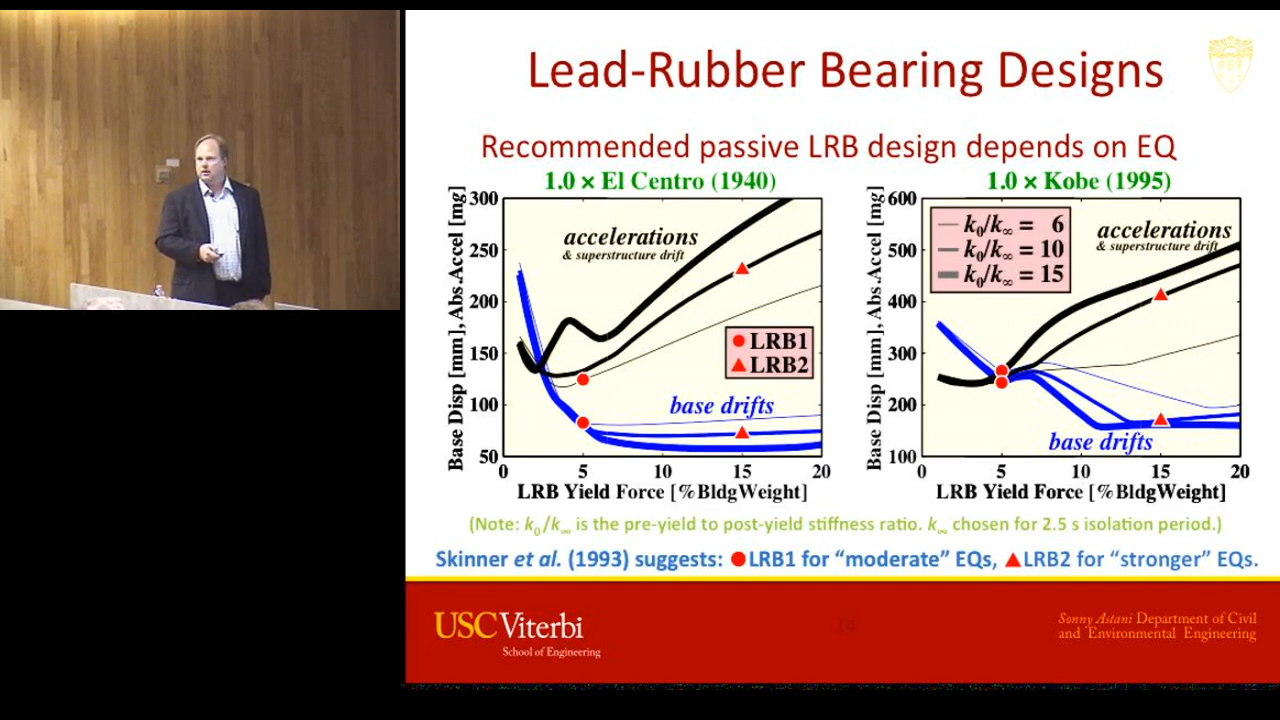 Lead-Rubber Bearing Designs
Recommended passive LRB design depends on EQ
1.0 × El Centro (1940)
Base Disp [mm], Abs.Accel [mg]
300
250
200
150
100
50
accelerations
& superstructure drift
LRB1
LRB2
base drifts
0 5 10 15 20
LRB Yield Force [%BldgWeight]
1.0 × Kobe (1995)
Base Disp [mm], Abs.Accel [mg]
600
500
400
300
200
100
k₀/k∞ = 6
k₀/k∞ = 10
k₀/k∞ = 15
accelerations
& superstructure drift
base drifts
0 5 10 15 20
LRB Yield Force [%BldgWeight]
(Note: k₀/k∞ is the pre-yield to post-yield stiffness ratio. k∞ chosen for 2.5 s isolation period.)
Skinner et al. (1993) suggests: LRB1 for “moderate” EQs, LRB2 for “stronger” EQs.
USC Viterbi
School of Engineering
14
Sonny Astani Department of Civil
and Environmental Engineering